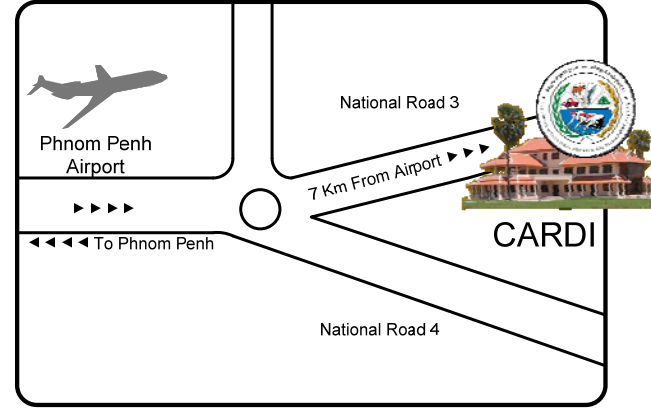 National Road 3
Phnom Penh
Airport
7 Km From Airport
To Phnom Penh
CARDI
National Road 4